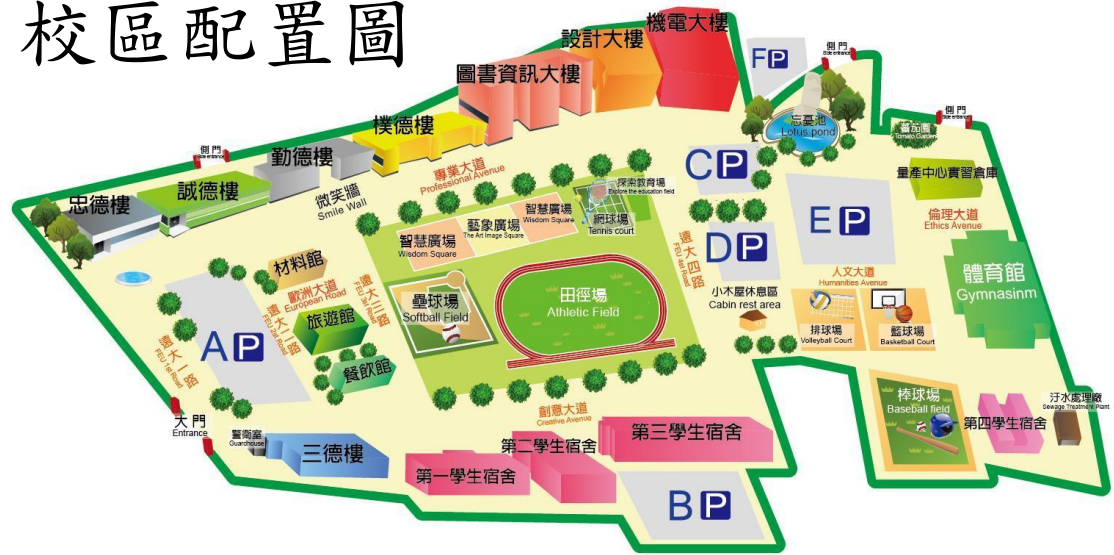 校區配置圖
機電大樓
設計大樓
圖書資訊大樓
樸德樓
勤德樓
誠德樓
忠德樓
側門
Side entrance
側門
Side entrance
側門
Side entrance
F P
忘憂池
Lotus pond
蕃茄園
Tomato Garden
量產中心實習倉庫
倫理大道
Ethics Avenue
體育館
Gymnasinm
微笑牆
Smile Wall
專業大道
Professional Avenue
智慧廣場
Wisdom Square
藝象廣場
The Art Image Square
智慧廣場
Wisdom Square
網球場
Tennis court
探索教育場
Explore the education field
C P
D P
E P
遠大四路
FEU 4st Road
小木屋休息區
Cabin rest area
人文大道
Humanities Avenue
排球場
Volleyball Court
籃球場
Basketball Court
材料館
歐洲大道
European Road
旅遊館
餐飲館
遠大一路
FEU 1st Road
遠大二路
FEU 2st Road
遠大三路
FEU 3st Road
A P
壘球場
Softball Field
田徑場
Athletic Field
創意大道
Creative Avenue
大門
Entrance
警衛室
Guardhouse
三德樓
第一學生宿舍
第二學生宿舍
第三學生宿舍
B P
棒球場
Baseball field
第四學生宿舍
汙水處理廠
Sewage Treatment Plant